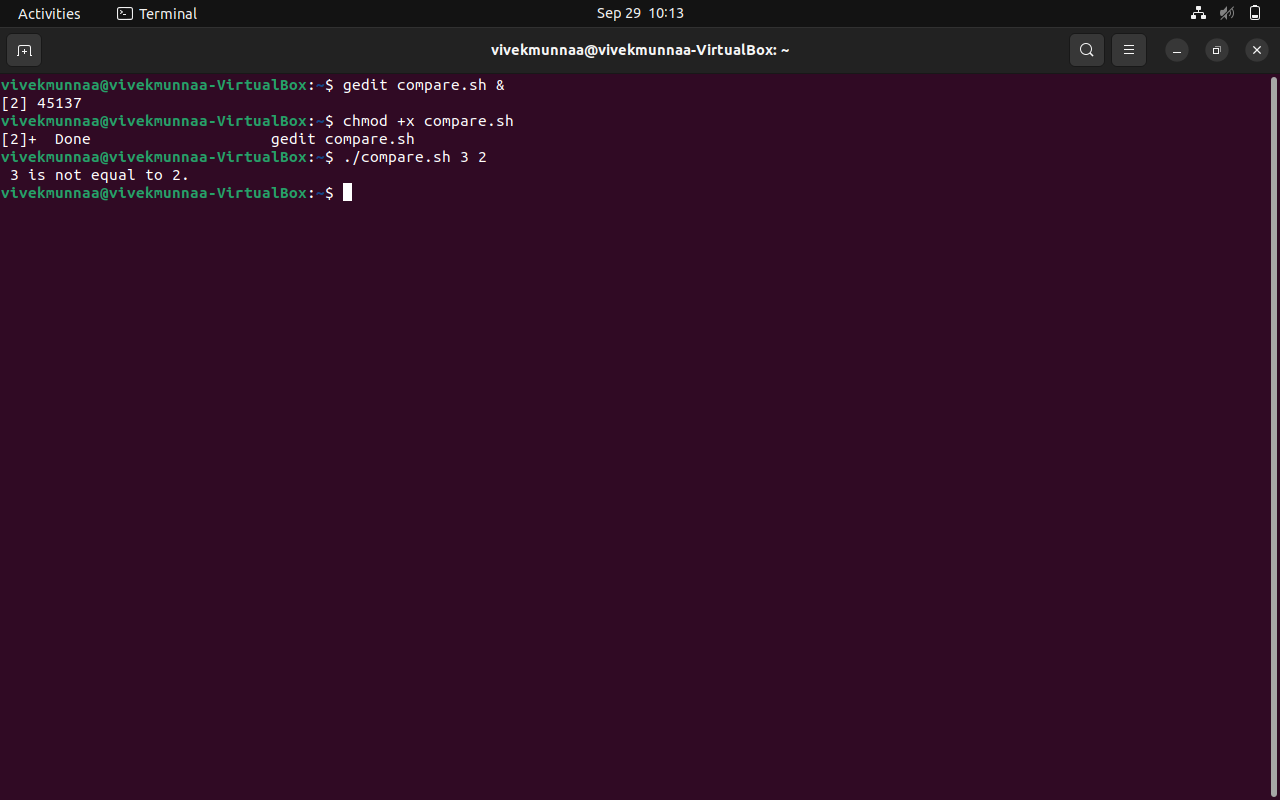 Activities Terminal Sep 29 10:13
vivekmunnaa@vivekmunnaa-VirtualBox: ~
vivekmunnaa@vivekmunnaa-VirtualBox:~$ gedit compare.sh &
[2] 45137
vivekmunnaa@vivekmunnaa-VirtualBox:~$ chmod +x compare.sh
[2]+  Done                    gedit compare.sh
vivekmunnaa@vivekmunnaa-VirtualBox:~$ ./compare.sh 3 2
 3 is not equal to 2.
vivekmunnaa@vivekmunnaa-VirtualBox:~$